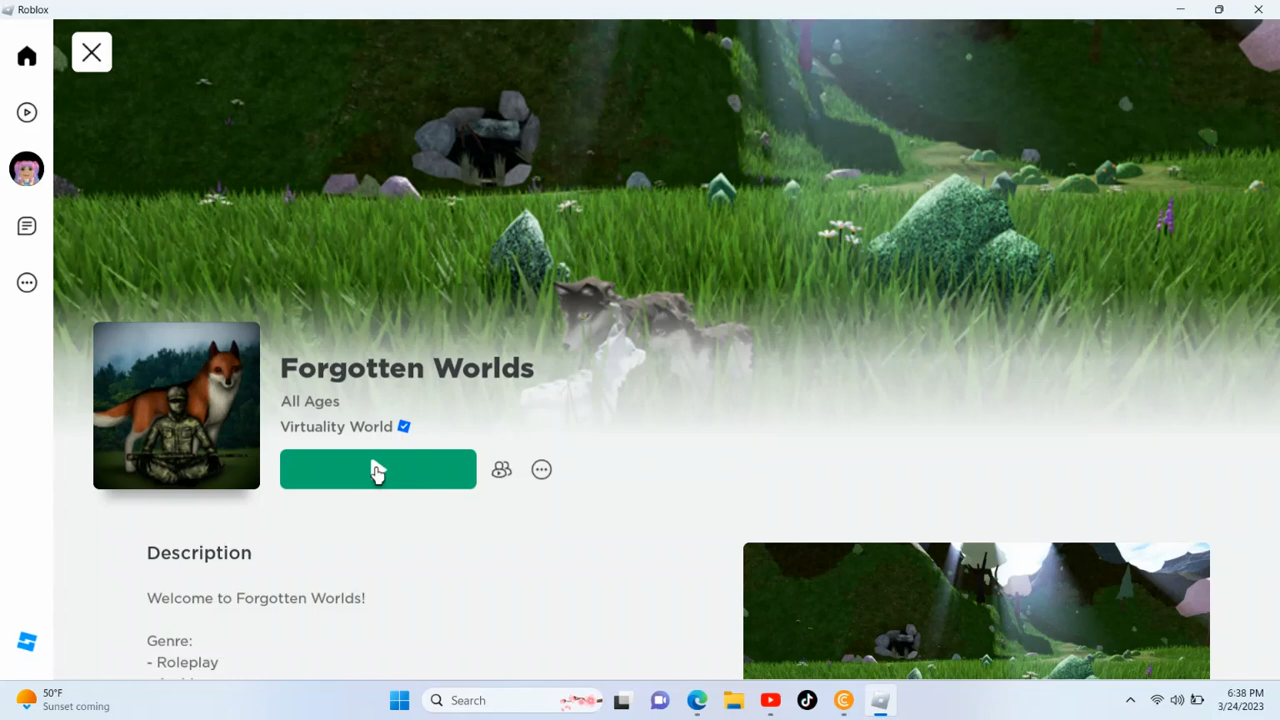 Roblox
Forgotten Worlds
All Ages
Virtuality World
Description
Welcome to Forgotten Worlds!
Genre:
- Roleplay
50°F
Sunset coming
Search
6:38 PM
3/24/2023